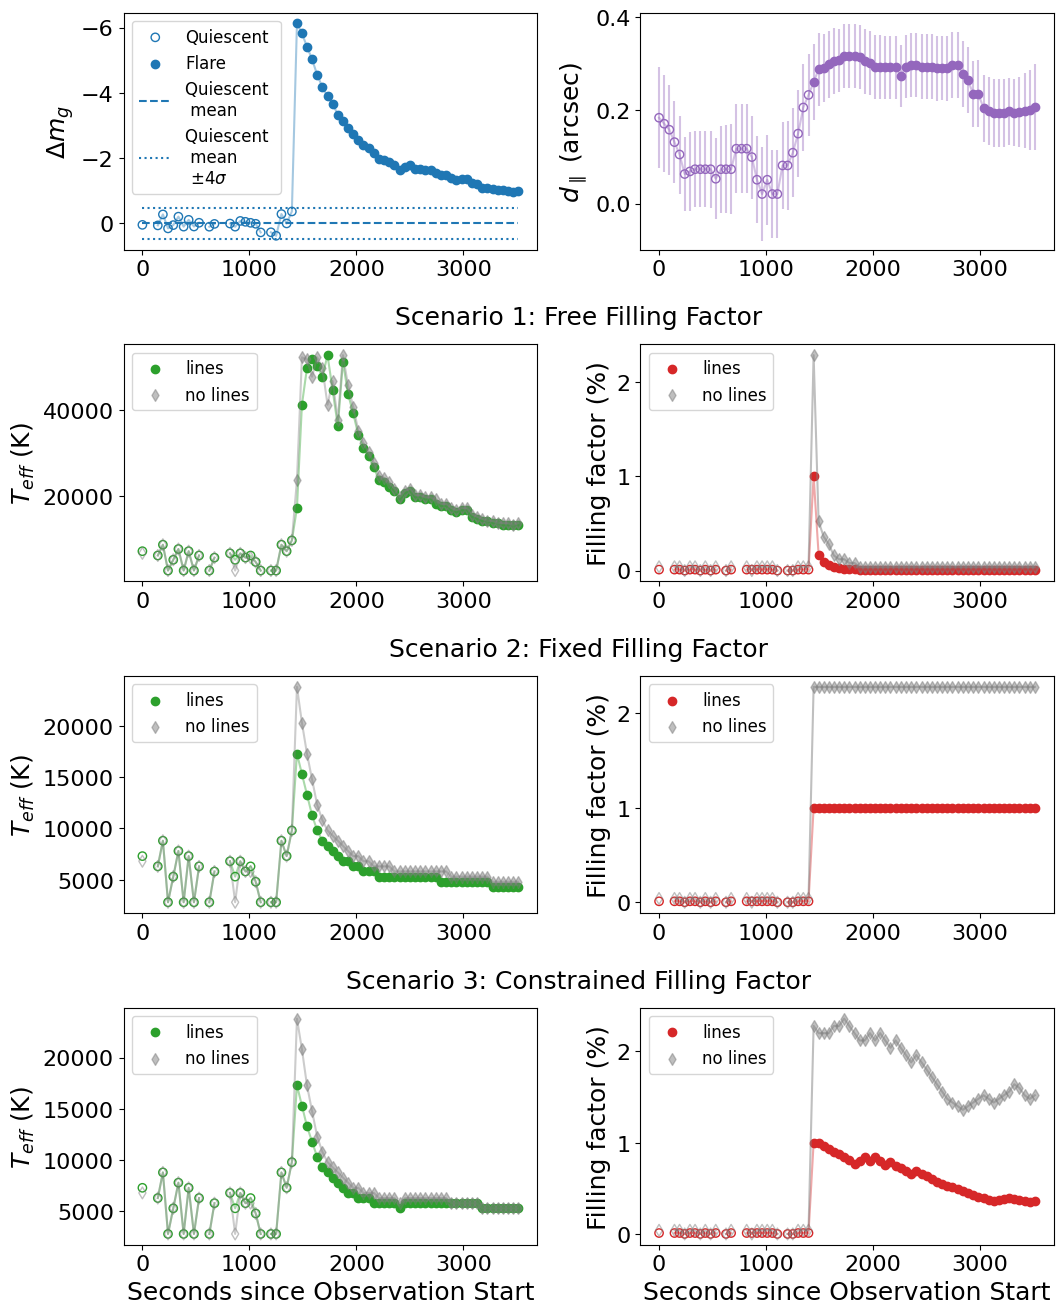 −6
−4
−2
0
Δm_g
Quiescent
Flare
Quiescent
mean
Quiescent
mean
±4σ
0 1000 2000 3000
0.4
0.2
0.0
d_∥ (arcsec)
0 1000 2000 3000
Scenario 1: Free Filling Factor
40000
20000
T_eff (K)
lines
no lines
0 1000 2000 3000
2
1
0
Filling factor (%)
lines
no lines
0 1000 2000 3000
Scenario 2: Fixed Filling Factor
20000
15000
10000
5000
T_eff (K)
lines
no lines
0 1000 2000 3000
2
1
0
Filling factor (%)
lines
no lines
0 1000 2000 3000
Scenario 3: Constrained Filling Factor
20000
15000
10000
5000
T_eff (K)
lines
no lines
0 1000 2000 3000
Seconds since Observation Start
2
1
0
Filling factor (%)
lines
no lines
0 1000 2000 3000
Seconds since Observation Start